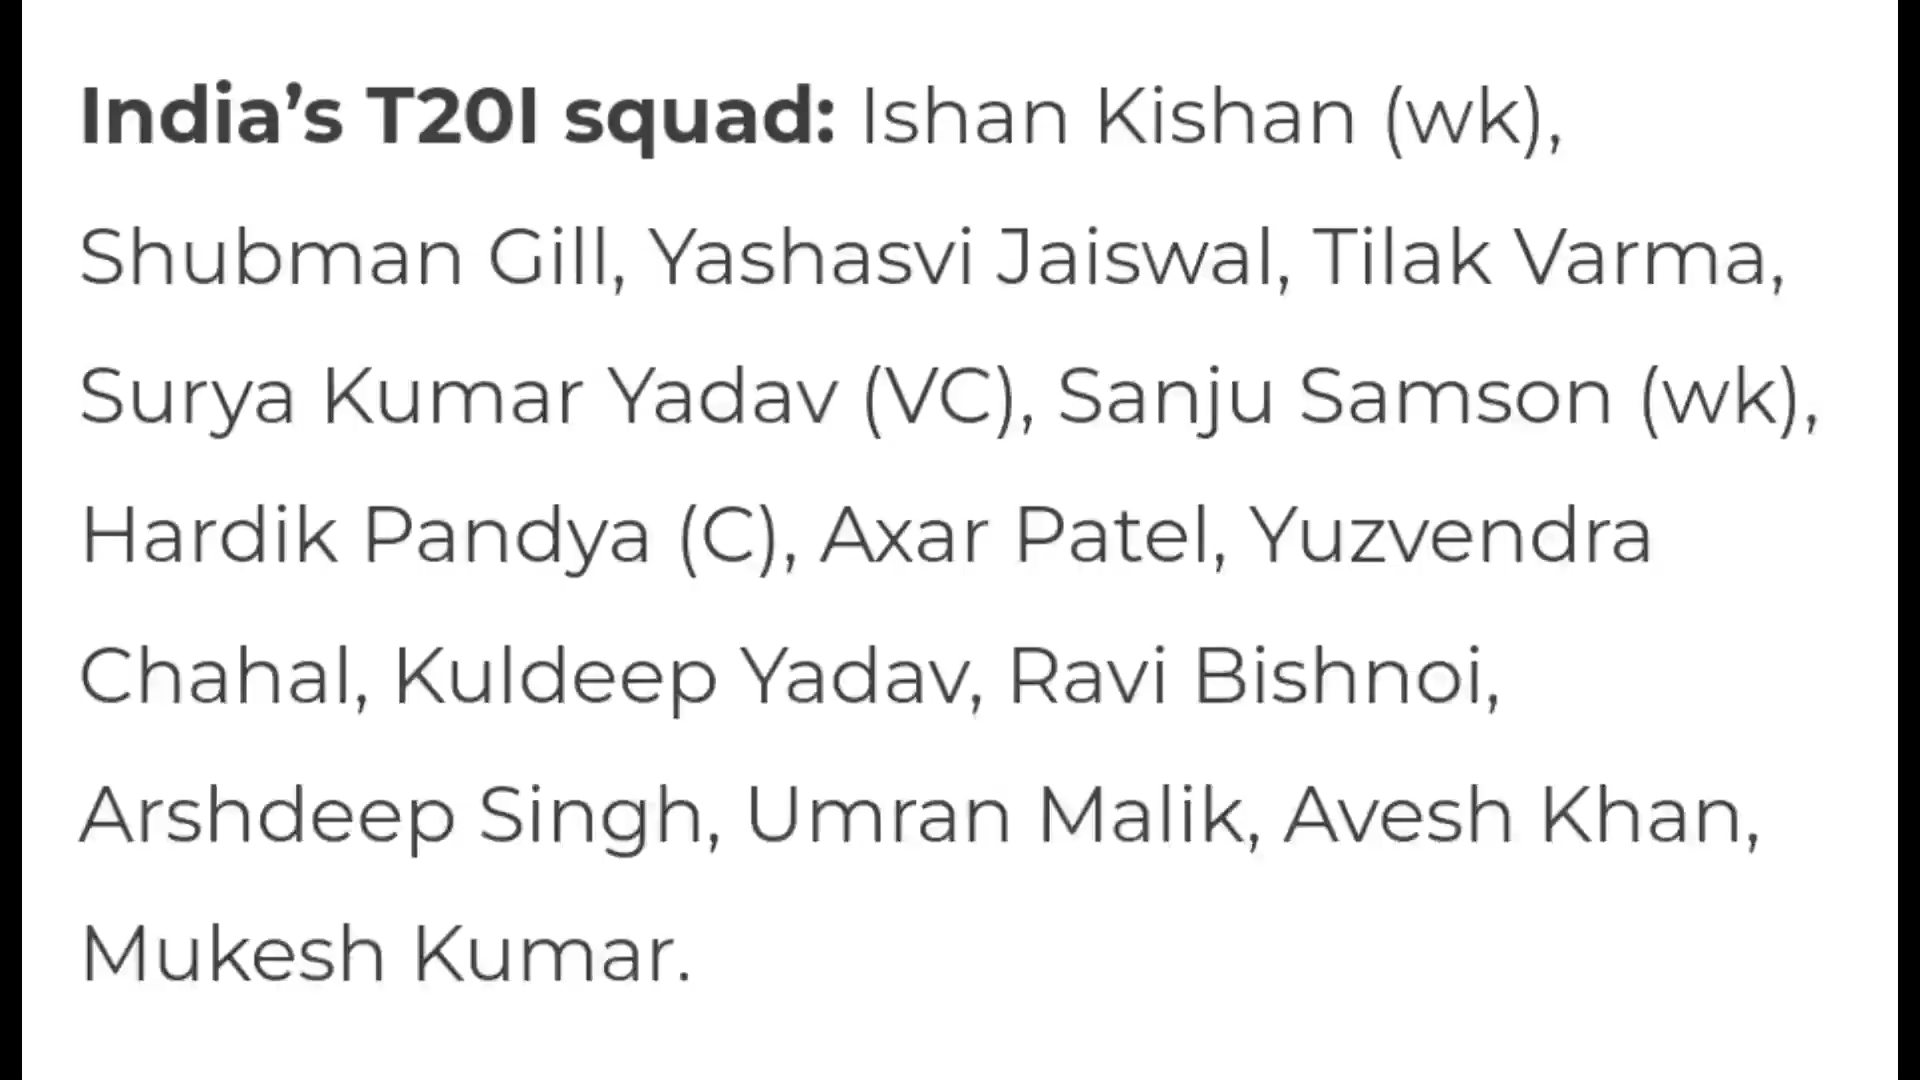 India’s T20I squad: Ishan Kishan (wk),
Shubman Gill, Yashasvi Jaiswal, Tilak Varma,
Surya Kumar Yadav (VC), Sanju Samson (wk),
Hardik Pandya (C), Axar Patel, Yuzvendra
Chahal, Kuldeep Yadav, Ravi Bishnoi,
Arshdeep Singh, Umran Malik, Avesh Khan,
Mukesh Kumar.